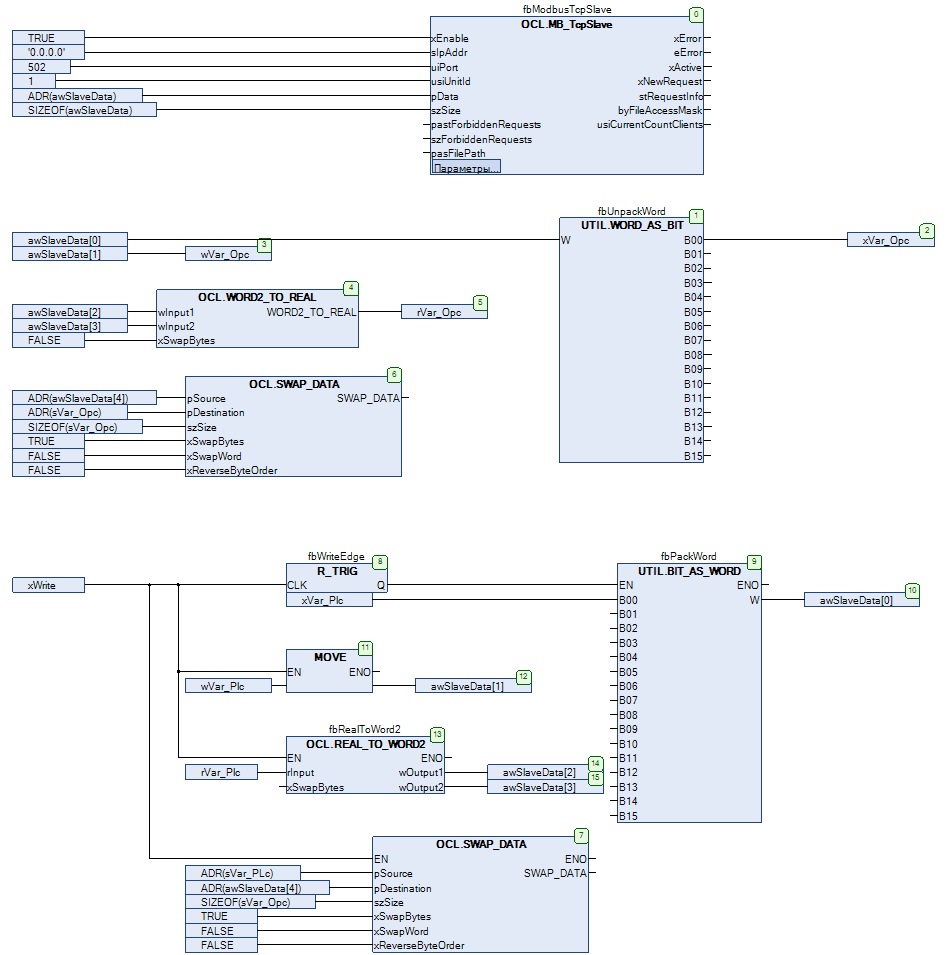 fbModbusTcpSlave
0
OCL.MB_TcpSlave
TRUE xEnable xError
'0.0.0.0' sIpAddr eError
502 uiPort xActive
1 usiUnitId xNewRequest
ADR(awSlaveData) pData stRequestInfo
SIZEOF(awSlaveData) szSize byFileAccessMask
pastForbiddenRequests usiCurrentCountClients
szForbiddenRequests
pasFilePath
Параметры...
fbUnpackWord
1
UTIL.WORD_AS_BIT
2
awSlaveData[0] W B00 xVar_Opc
3
awSlaveData[1] wVar_Opc B01
B02
B03
4
OCL.WORD2_TO_REAL B04
5
awSlaveData[2] wInput1 WORD2_TO_REAL rVar_Opc B05
awSlaveData[3] wInput2 B06
FALSE xSwapBytes B07
B08
B09
6
OCL.SWAP_DATA B10
ADR(awSlaveData[4]) pSource SWAP_DATA B11
ADR(sVar_Opc) pDestination B12
SIZEOF(sVar_Opc) szSize B13
TRUE xSwapBytes B14
FALSE xSwapWord B15
FALSE xReverseByteOrder
fbWriteEdge fbPackWord
8 9
R_TRIG UTIL.BIT_AS_WORD
xWrite CLK Q EN ENO
10
xVar_Plc B00 W awSlaveData[0]
B01
B02
B03
11
MOVE B04
EN ENO B05
12
wVar_Plc awSlaveData[1] B06
B07
B08
fbRealToWord2 B09
13
OCL.REAL_TO_WORD2 B10
EN ENO B11
14
rVar_Plc rInput wOutput1 awSlaveData[2] B12
15
xSwapBytes wOutput2 awSlaveData[3] B13
B14
B15
7
OCL.SWAP_DATA
EN ENO
ADR(sVar_PLc) pSource SWAP_DATA
ADR(awSlaveData[4]) pDestination
SIZEOF(sVar_Opc) szSize
TRUE xSwapBytes
FALSE xSwapWord
FALSE xReverseByteOrder